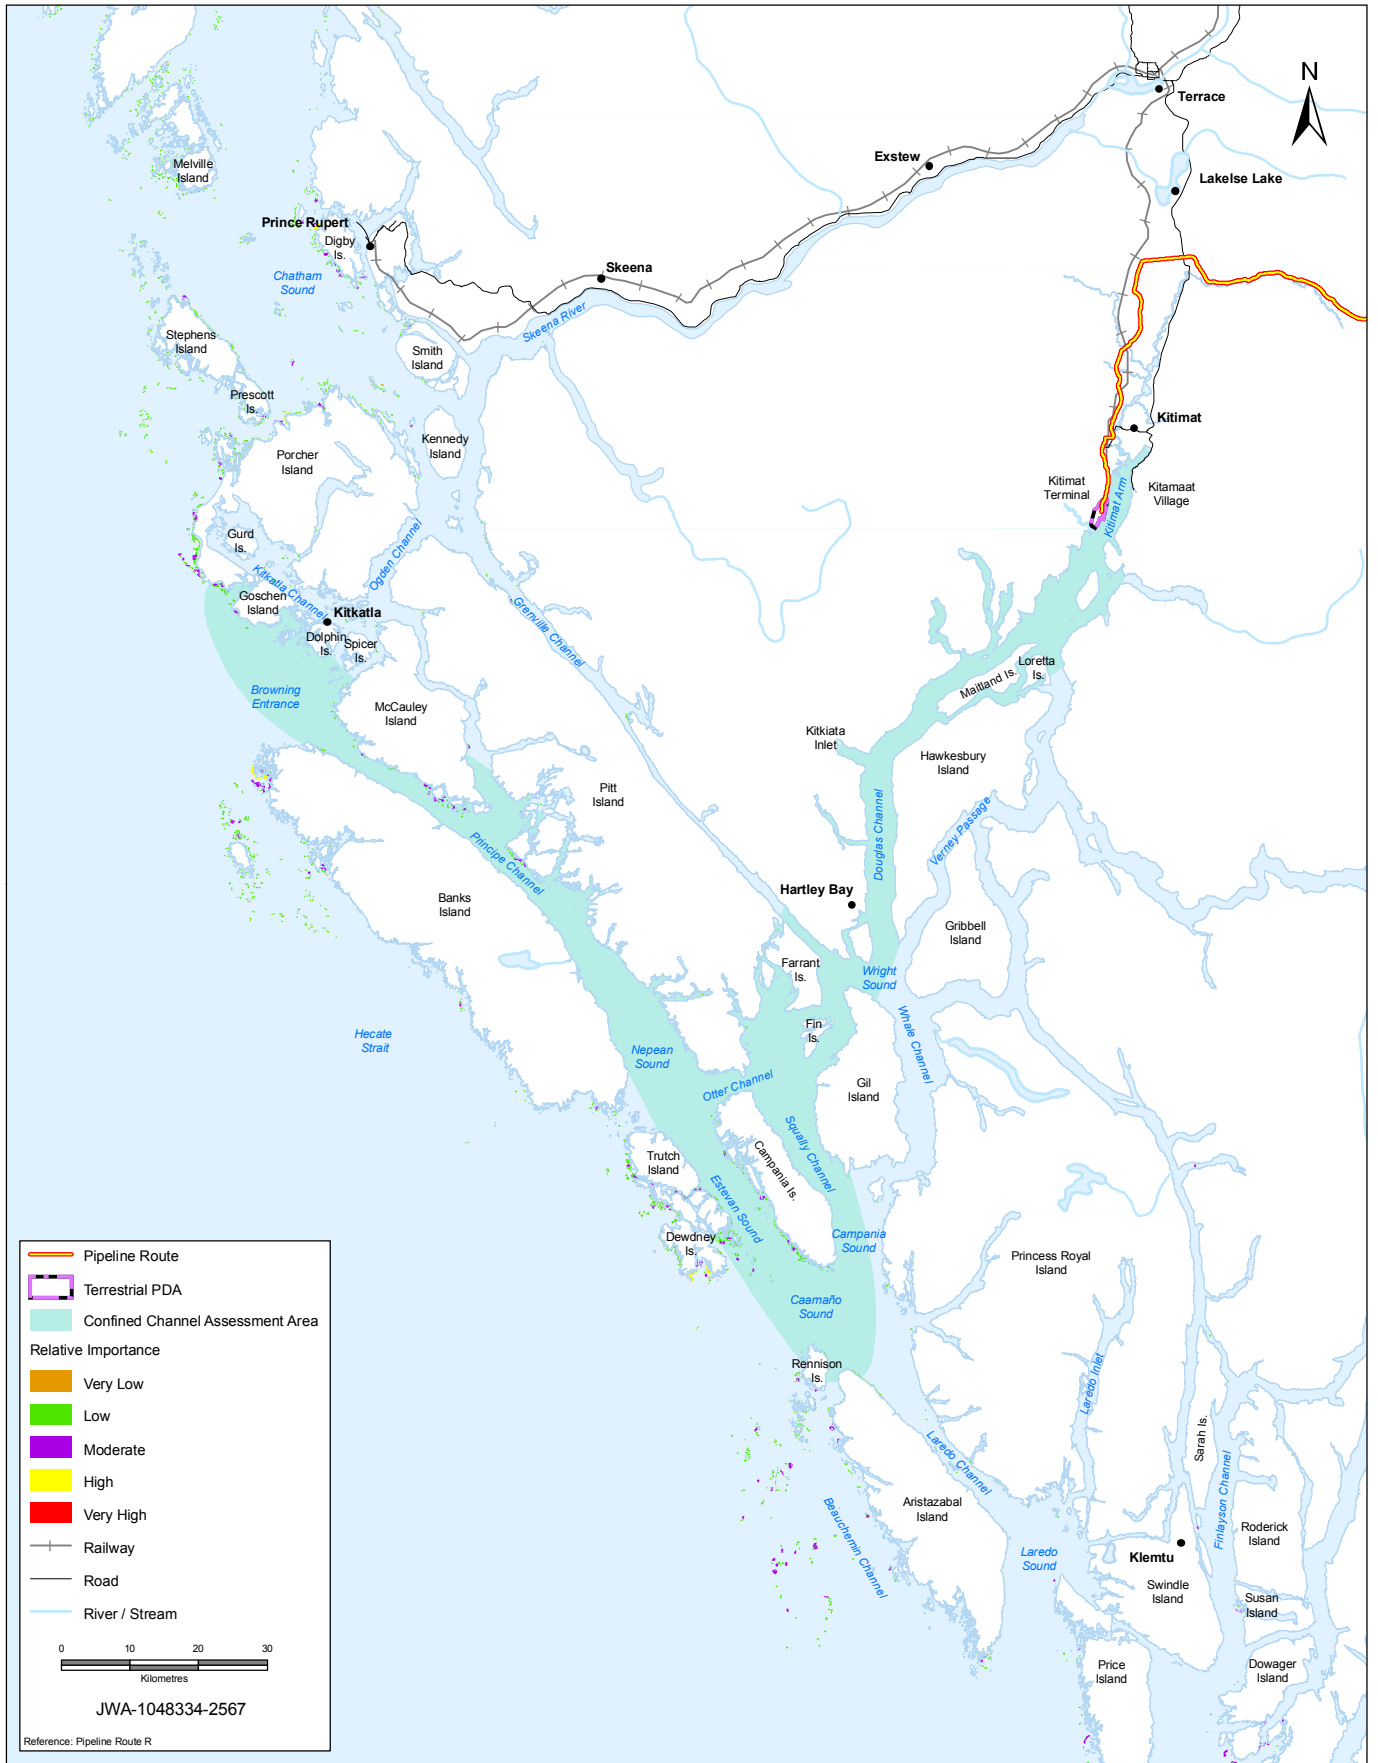 N
Terrace
Exstew
Lakelse Lake
Melville
Island
Prince Rupert
Digby
Is.
Chatham
Sound
Skeena
Skeena River
Stephens
Island
Smith
Island
Prescott
Is.
Kennedy
Island
Porcher
Island
Kitimat
Kitimat
Terminal
Kitimat Arm
Kitamaat
Village
Gurd
Is.
Ogden Channel
Kitkatla Channel
Goschen
Island
Kitkatla
Dolphin
Is.
Spicer
Is.
Grenville Channel
Browning
Entrance
McCauley
Island
Maitland Is.
Loretta
Is.
Kitkiata
Inlet
Hawkesbury
Island
Pitt
Island
Douglas Channel
Verney Passage
Principe Channel
Banks
Island
Hartley Bay
Gribbell
Island
Farrant
Is.
Wright
Sound
Whale Channel
Fin
Is.
Hecate
Strait
Nepean
Sound
Otter Channel
Gil
Island
Squally Channel
Trutch
Island
Campania Is.
Estevan Sound
Dewdney
Is.
Campania
Sound
Princess Royal
Island
Caamaño
Sound
Rennison
Is.
Laredo Inlet
Sarah Is.
Laredo Channel
Finlayson Channel
Aristazabal
Island
Beauchemin Channel
Laredo
Sound
Roderick
Island
Klemtu
Swindle
Island
Susan
Island
Price
Island
Dowager
Island
Pipeline Route
Terrestrial PDA
Confined Channel Assessment Area
Relative Importance
Very Low
Low
Moderate
High
Very High
Railway
Road
River / Stream
0 10 20 30
Kilometres
JWA-1048334-2567
Reference: Pipeline Route R